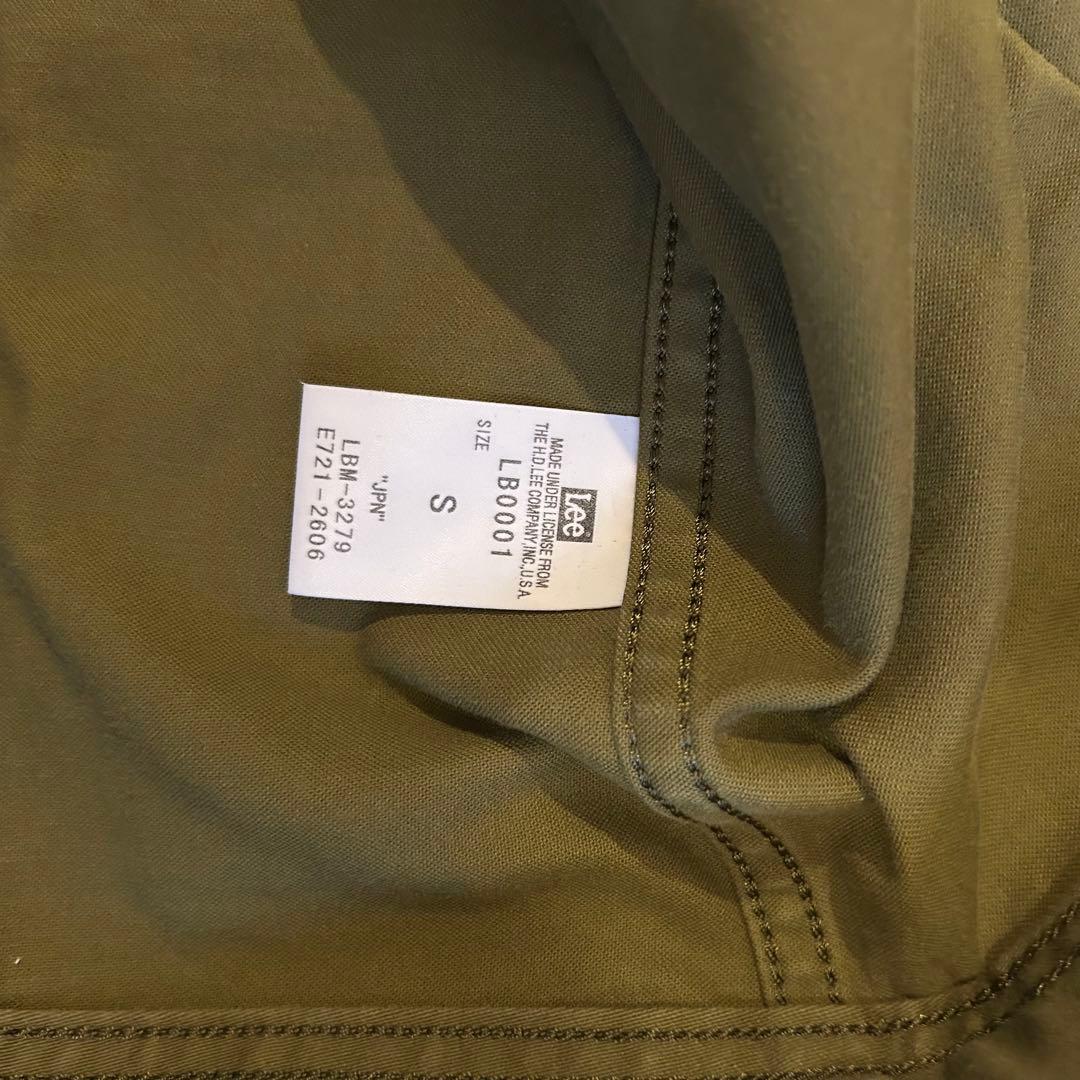 Lee
MADE UNDER LICENSE FROM
THE H.D.LEE COMPANY,INC.,U.S.A.
LB0001
SIZE
S
"JPN"
LBM-3279
E721-2606